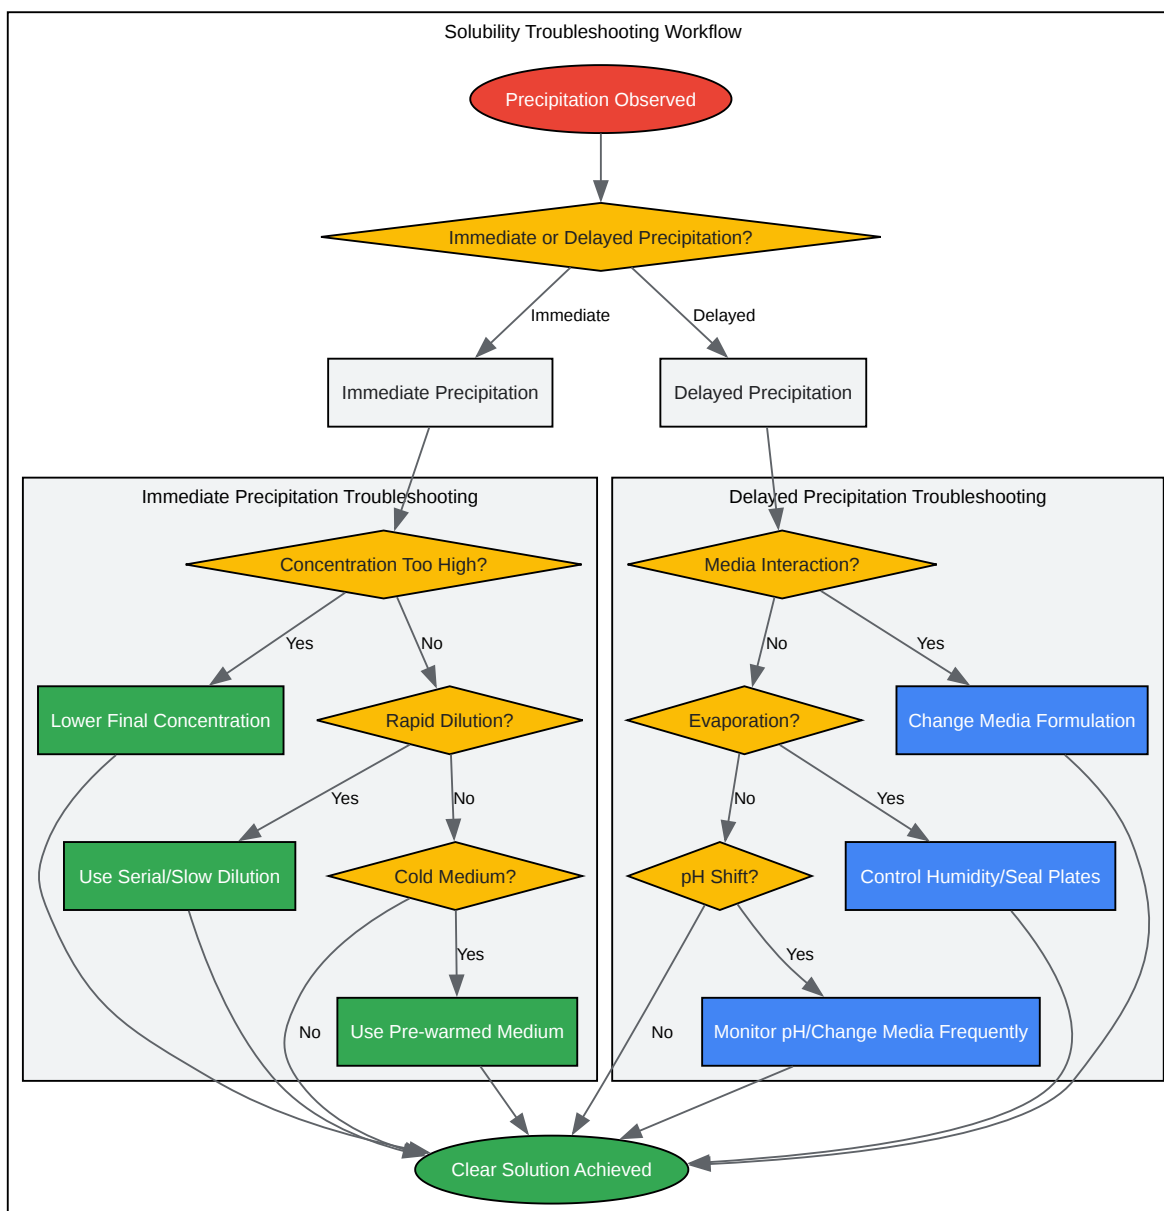 Solubility Troubleshooting Workflow
Precipitation Observed
Immediate or Delayed Precipitation?
Immediate
Delayed
Immediate Precipitation
Delayed Precipitation
Immediate Precipitation Troubleshooting
Delayed Precipitation Troubleshooting
Concentration Too High?
Media Interaction?
Yes
No
No
Yes
Lower Final Concentration
Rapid Dilution?
Evaporation?
Change Media Formulation
Yes
No
No
Yes
Use Serial/Slow Dilution
Cold Medium?
pH Shift?
Control Humidity/Seal Plates
Yes
Yes
No
Use Pre-warmed Medium
No
Monitor pH/Change Media Frequently
Clear Solution Achieved